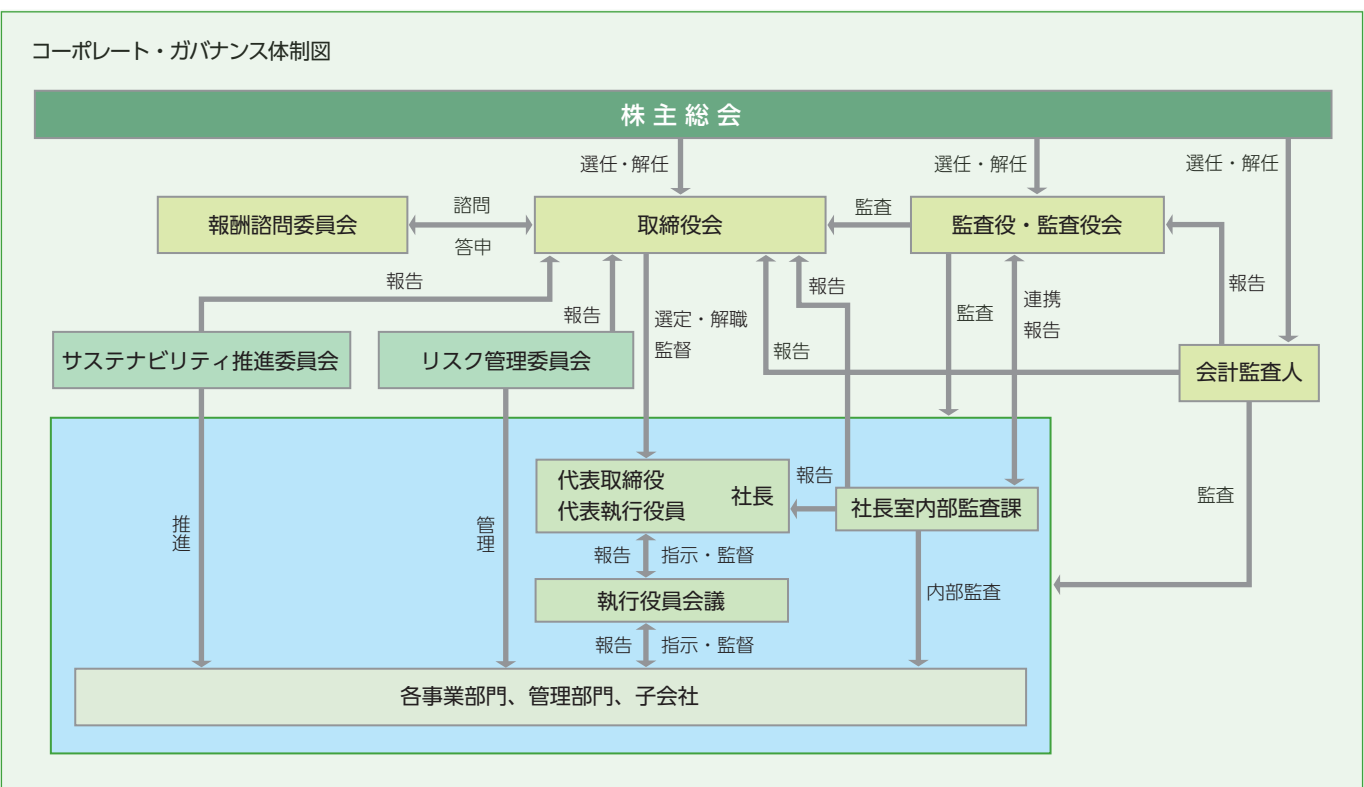 コーポレート・ガバナンス体制図
株主総会
選任・解任
選任・解任
選任・解任
報酬諮問委員会
諮問
答申
取締役会
監査
監査役・監査役会
報告
報告
選定・解職
監督
報告
報告
監査
連携
報告
報告
サステナビリティ推進委員会
リスク管理委員会
会計監査人
代表取締役
代表執行役員
社長
報告
社長室内部監査課
監査
推進
管理
報告
指示・監督
執行役員会議
内部監査
報告
指示・監督
各事業部門、管理部門、子会社